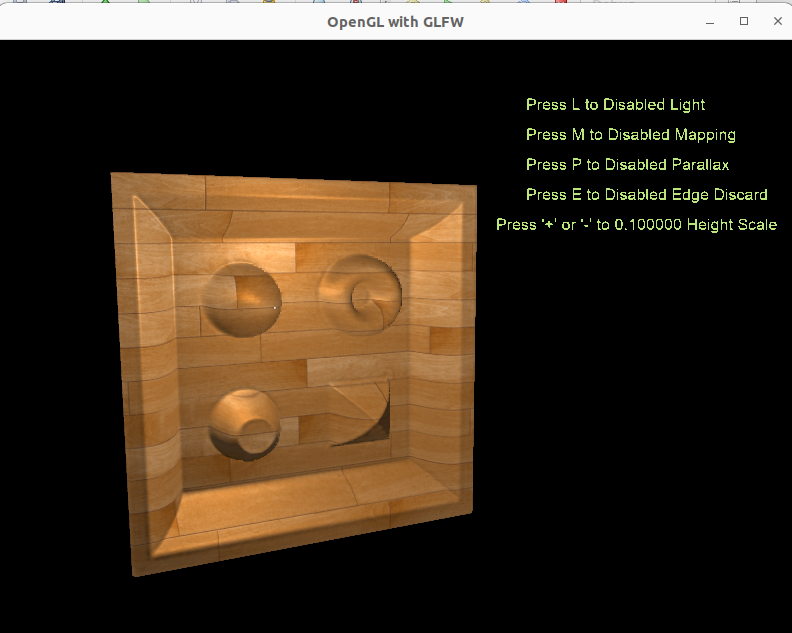 OpenGL with GLFW
Press L to Disabled Light
Press M to Disabled Mapping
Press P to Disabled Parallax
Press E to Disabled Edge Discard
Press '+' or '-' to 0.100000 Height Scale